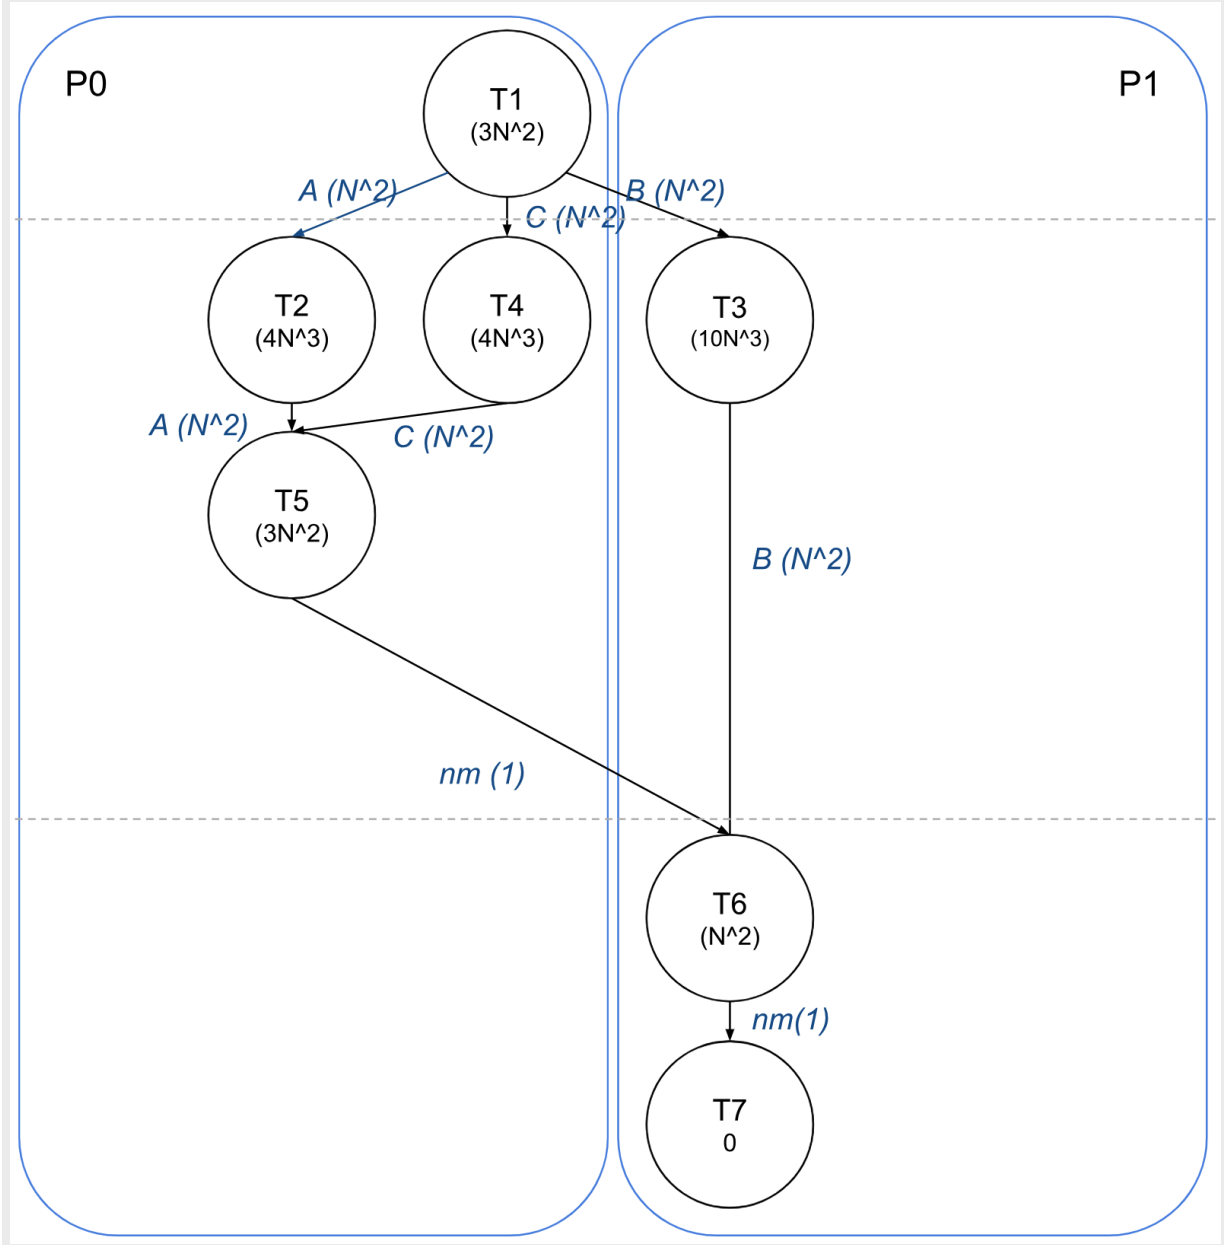 P0
P1
T1
(3N^2)
A (N^2)
B (N^2)
C (N^2)
T2
(4N^3)
T4
(4N^3)
T3
(10N^3)
A (N^2)
C (N^2)
T5
(3N^2)
B (N^2)
nm (1)
T6
(N^2)
nm(1)
T7
0